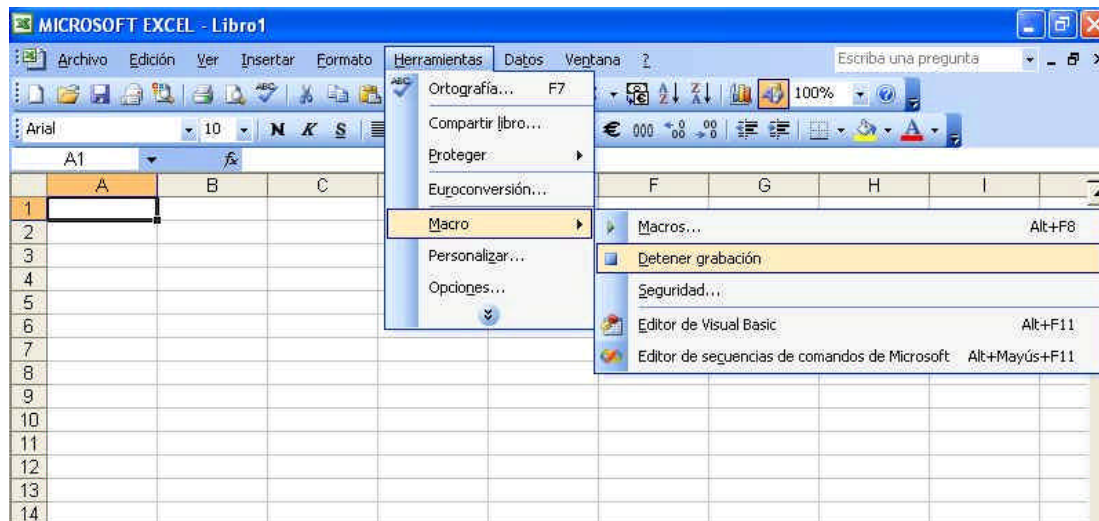 MICROSOFT EXCEL - Libro1
Archivo Edición Ver Insertar Formato Herramientas Datos Ventana ? Escriba una pregunta
Ortografía... F7
100%
Arial 10 N K S
Compartir libro...
€ 000
A1 fx
Proteger
Euroconversión...
A B C F G H I
Macro
Macros... Alt+F8
Personalizar...
Detener grabación
Opciones...
Seguridad...
Editor de Visual Basic Alt+F11
Editor de secuencias de comandos de Microsoft Alt+Mayús+F11
1
2
3
4
5
6
7
8
9
10
11
12
13
14